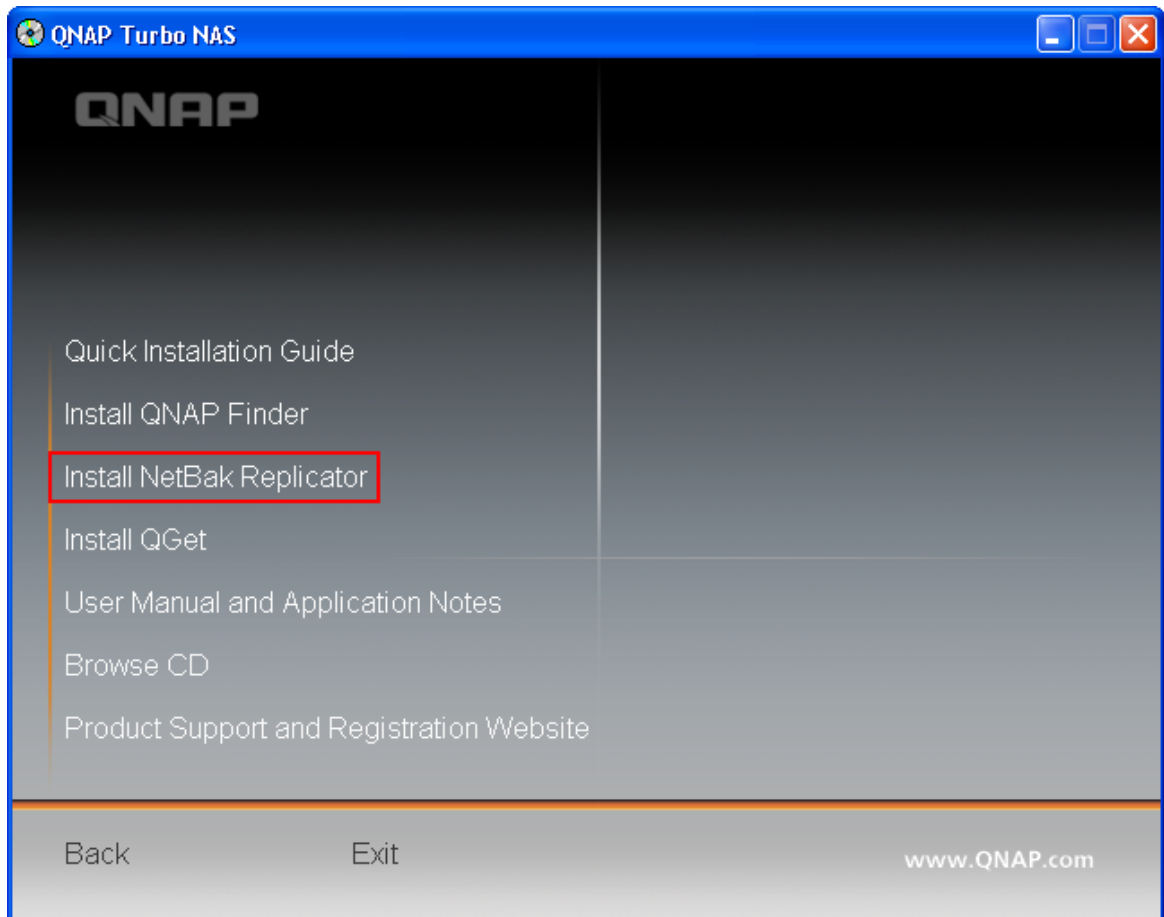 QNAP Turbo NAS
QNAP
Quick Installation Guide
Install QNAP Finder
Install NetBak Replicator
Install QGet
User Manual and Application Notes
Browse CD
Product Support and Registration Website
Back Exit www.QNAP.com